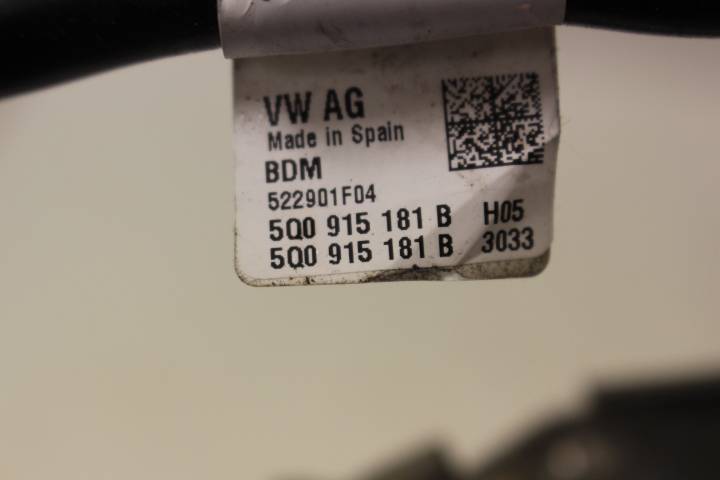 VW AG
Made in Spain
BDM
522901F04
5Q0 915 181 B H05
5Q0 915 181 B 3033